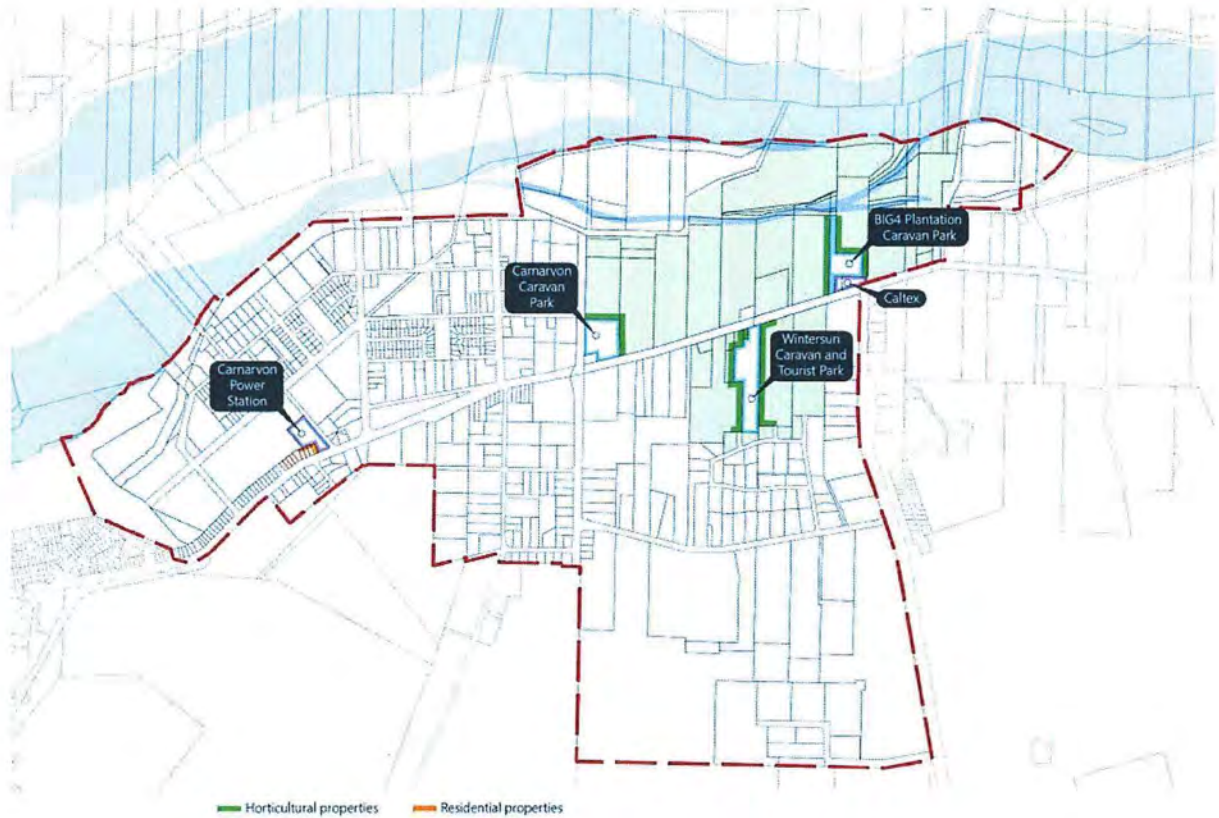 BIG4 Plantation
Caravan Park
Carnarvon
Caravan
Park
Caltex
Wintersun
Caravan and
Tourist Park
Carnarvon
Power
Station
Horticultural properties
Residential properties